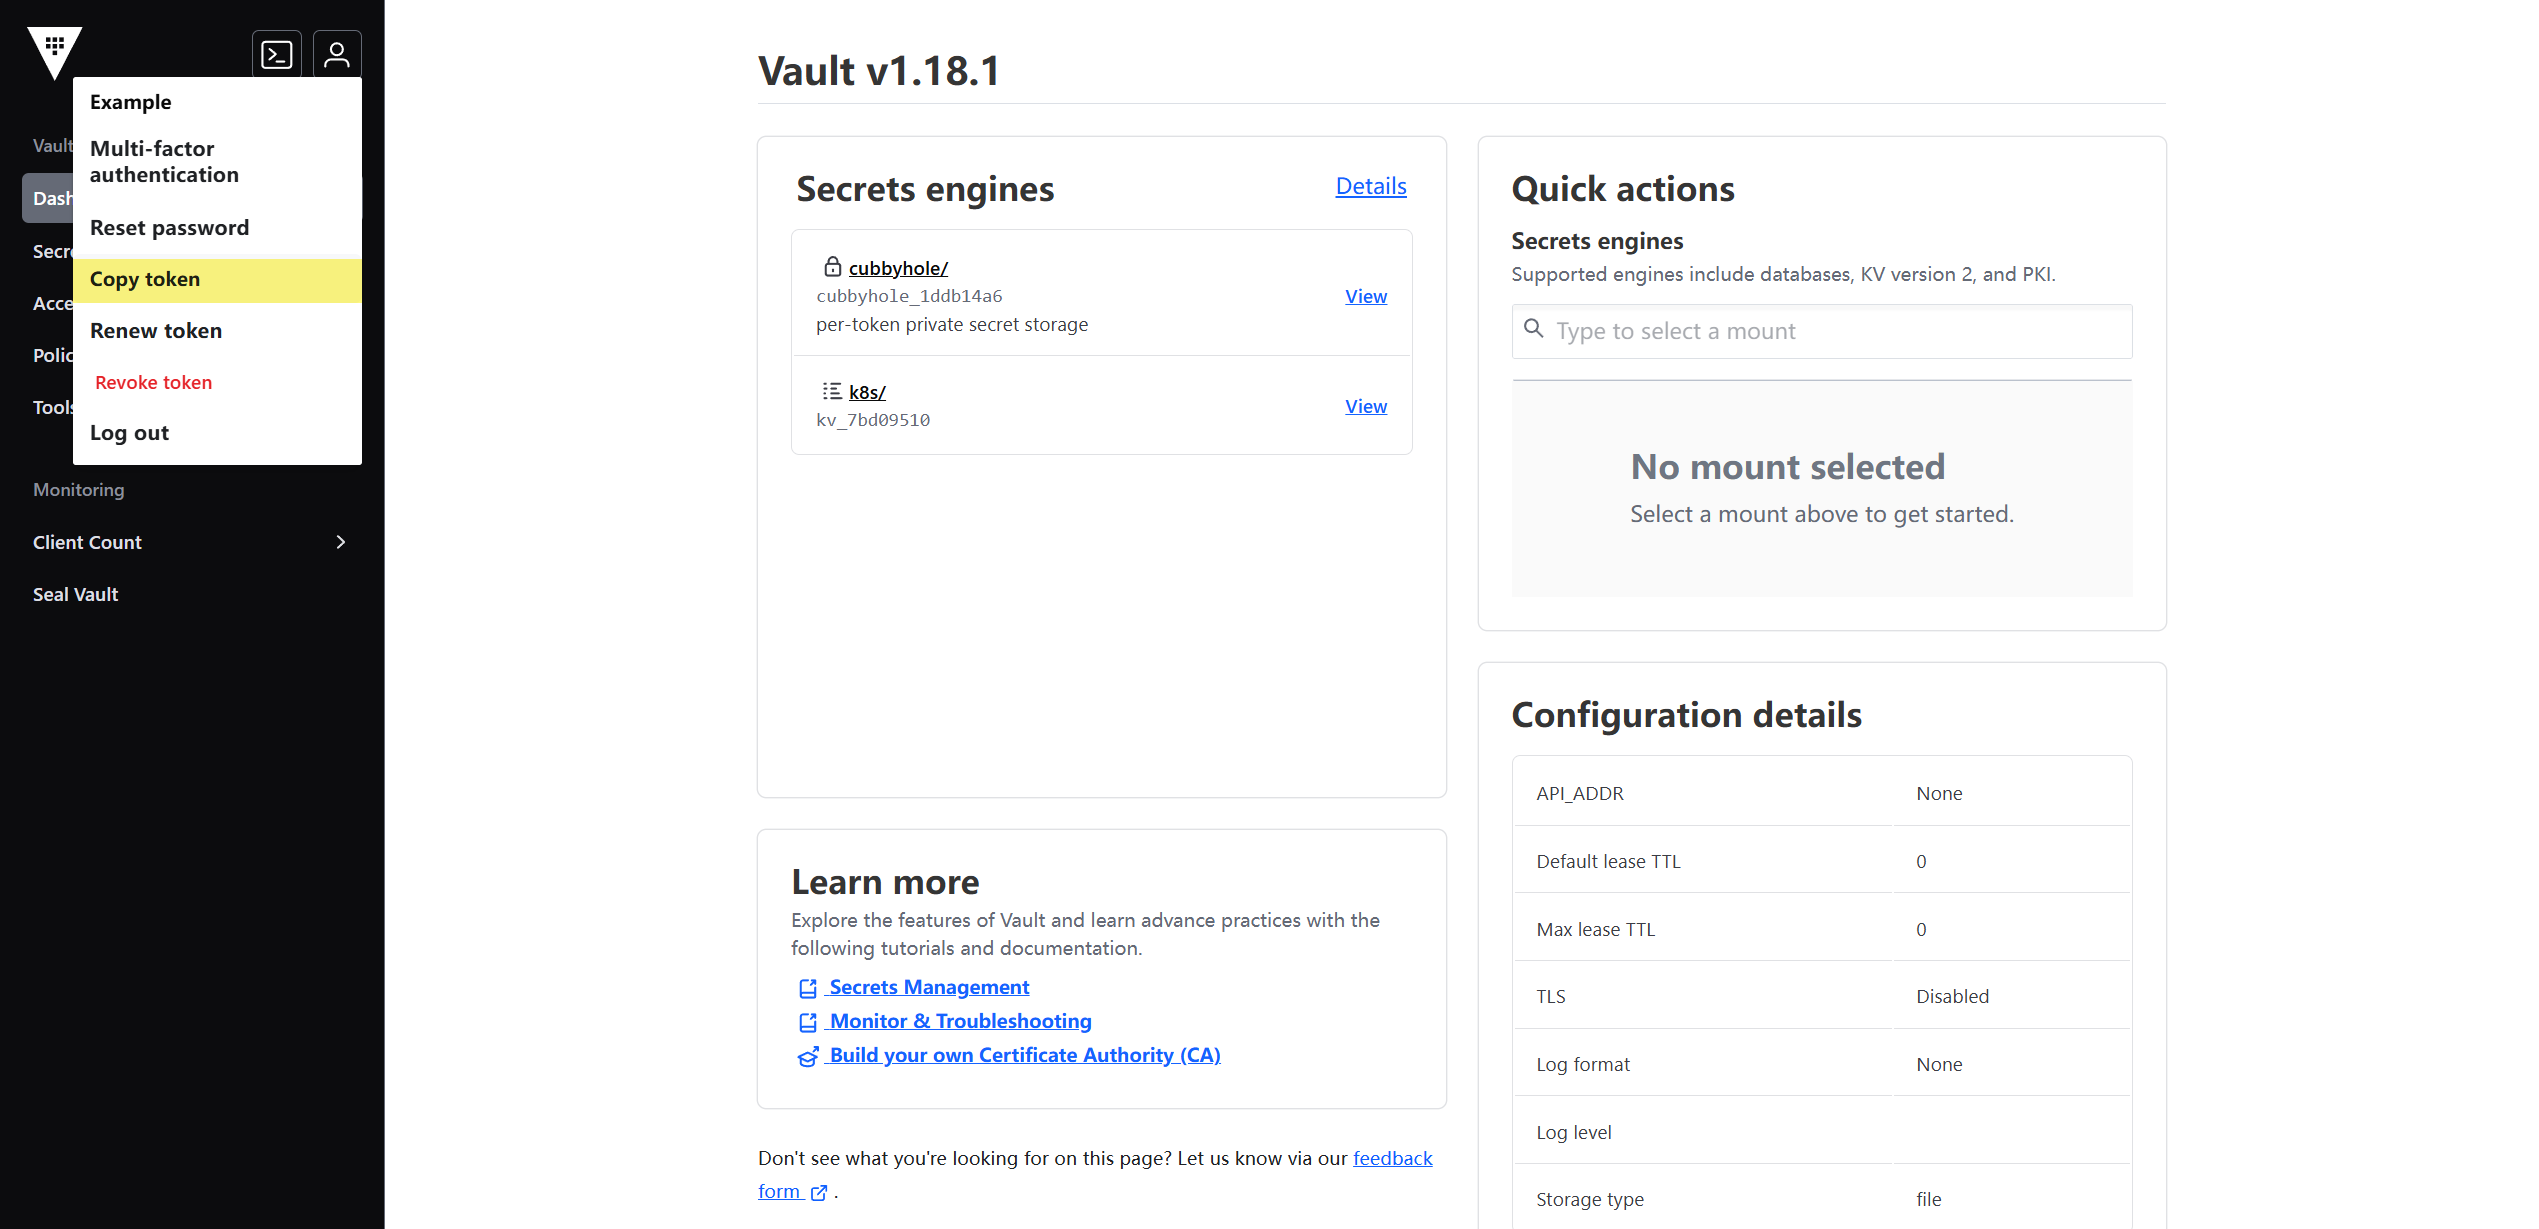 Example
Multi-factor
authentication
Reset password
Copy token
Renew token
Revoke token
Log out
Vault
Dash
Secre
Acce
Polic
Tools
Monitoring
Client Count
Seal Vault
Vault v1.18.1
Secrets engines
Details
cubbyhole/
cubbyhole_1ddb14a6
per-token private secret storage
View
k8s/
kv_7bd09510
View
Learn more
Explore the features of Vault and learn advance practices with the
following tutorials and documentation.
Secrets Management
Monitor & Troubleshooting
Build your own Certificate Authority (CA)
Don't see what you're looking for on this page? Let us know via our feedback
form .
Quick actions
Secrets engines
Supported engines include databases, KV version 2, and PKI.
Type to select a mount
No mount selected
Select a mount above to get started.
Configuration details
API_ADDR None
Default lease TTL 0
Max lease TTL 0
TLS Disabled
Log format None
Log level
Storage type file